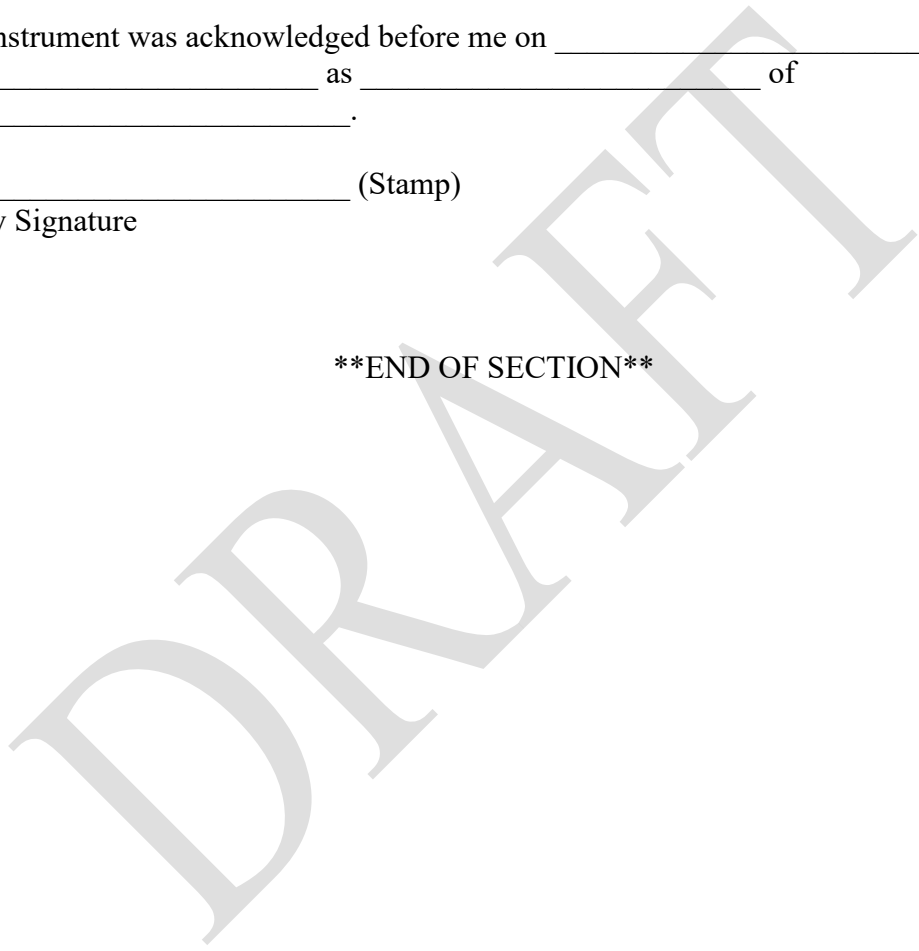 nstrument was acknowledged before me on ______________________
____________________ as _________________________ of
______________________.
______________________ (Stamp)
y Signature
**END OF SECTION**
DRAFT